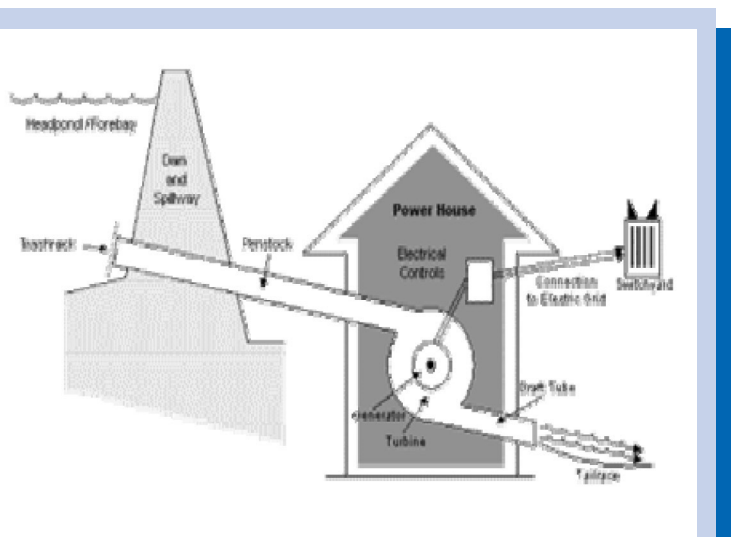 Headpond/Forebay
Dam
and
Spillway
Trashrack
Penstock
Power House
Electrical
Controls
Connection
to Electric Grid
Switchyard
Draft Tube
Generator
Turbine
Tailrace